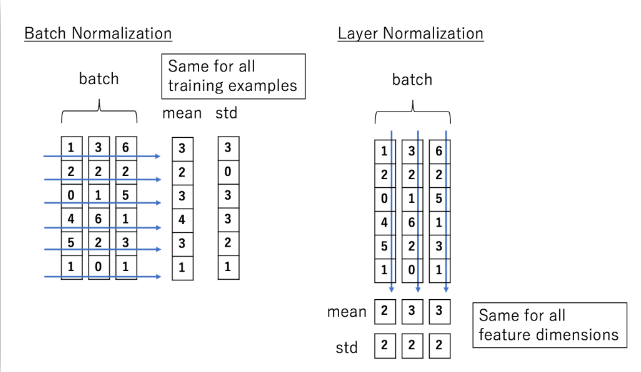 Batch Normalization
Same for all
training examples
batch
mean std
1 3 6 3 3
2 2 2 2 0
0 1 5 3 3
4 6 1 4 3
5 2 3 3 2
1 0 1 1 1
Layer Normalization
batch
1 3 6
2 2 2
0 1 5
4 6 1
5 2 3
1 0 1
mean 2 3 3
std 2 2 2
Same for all
feature dimensions